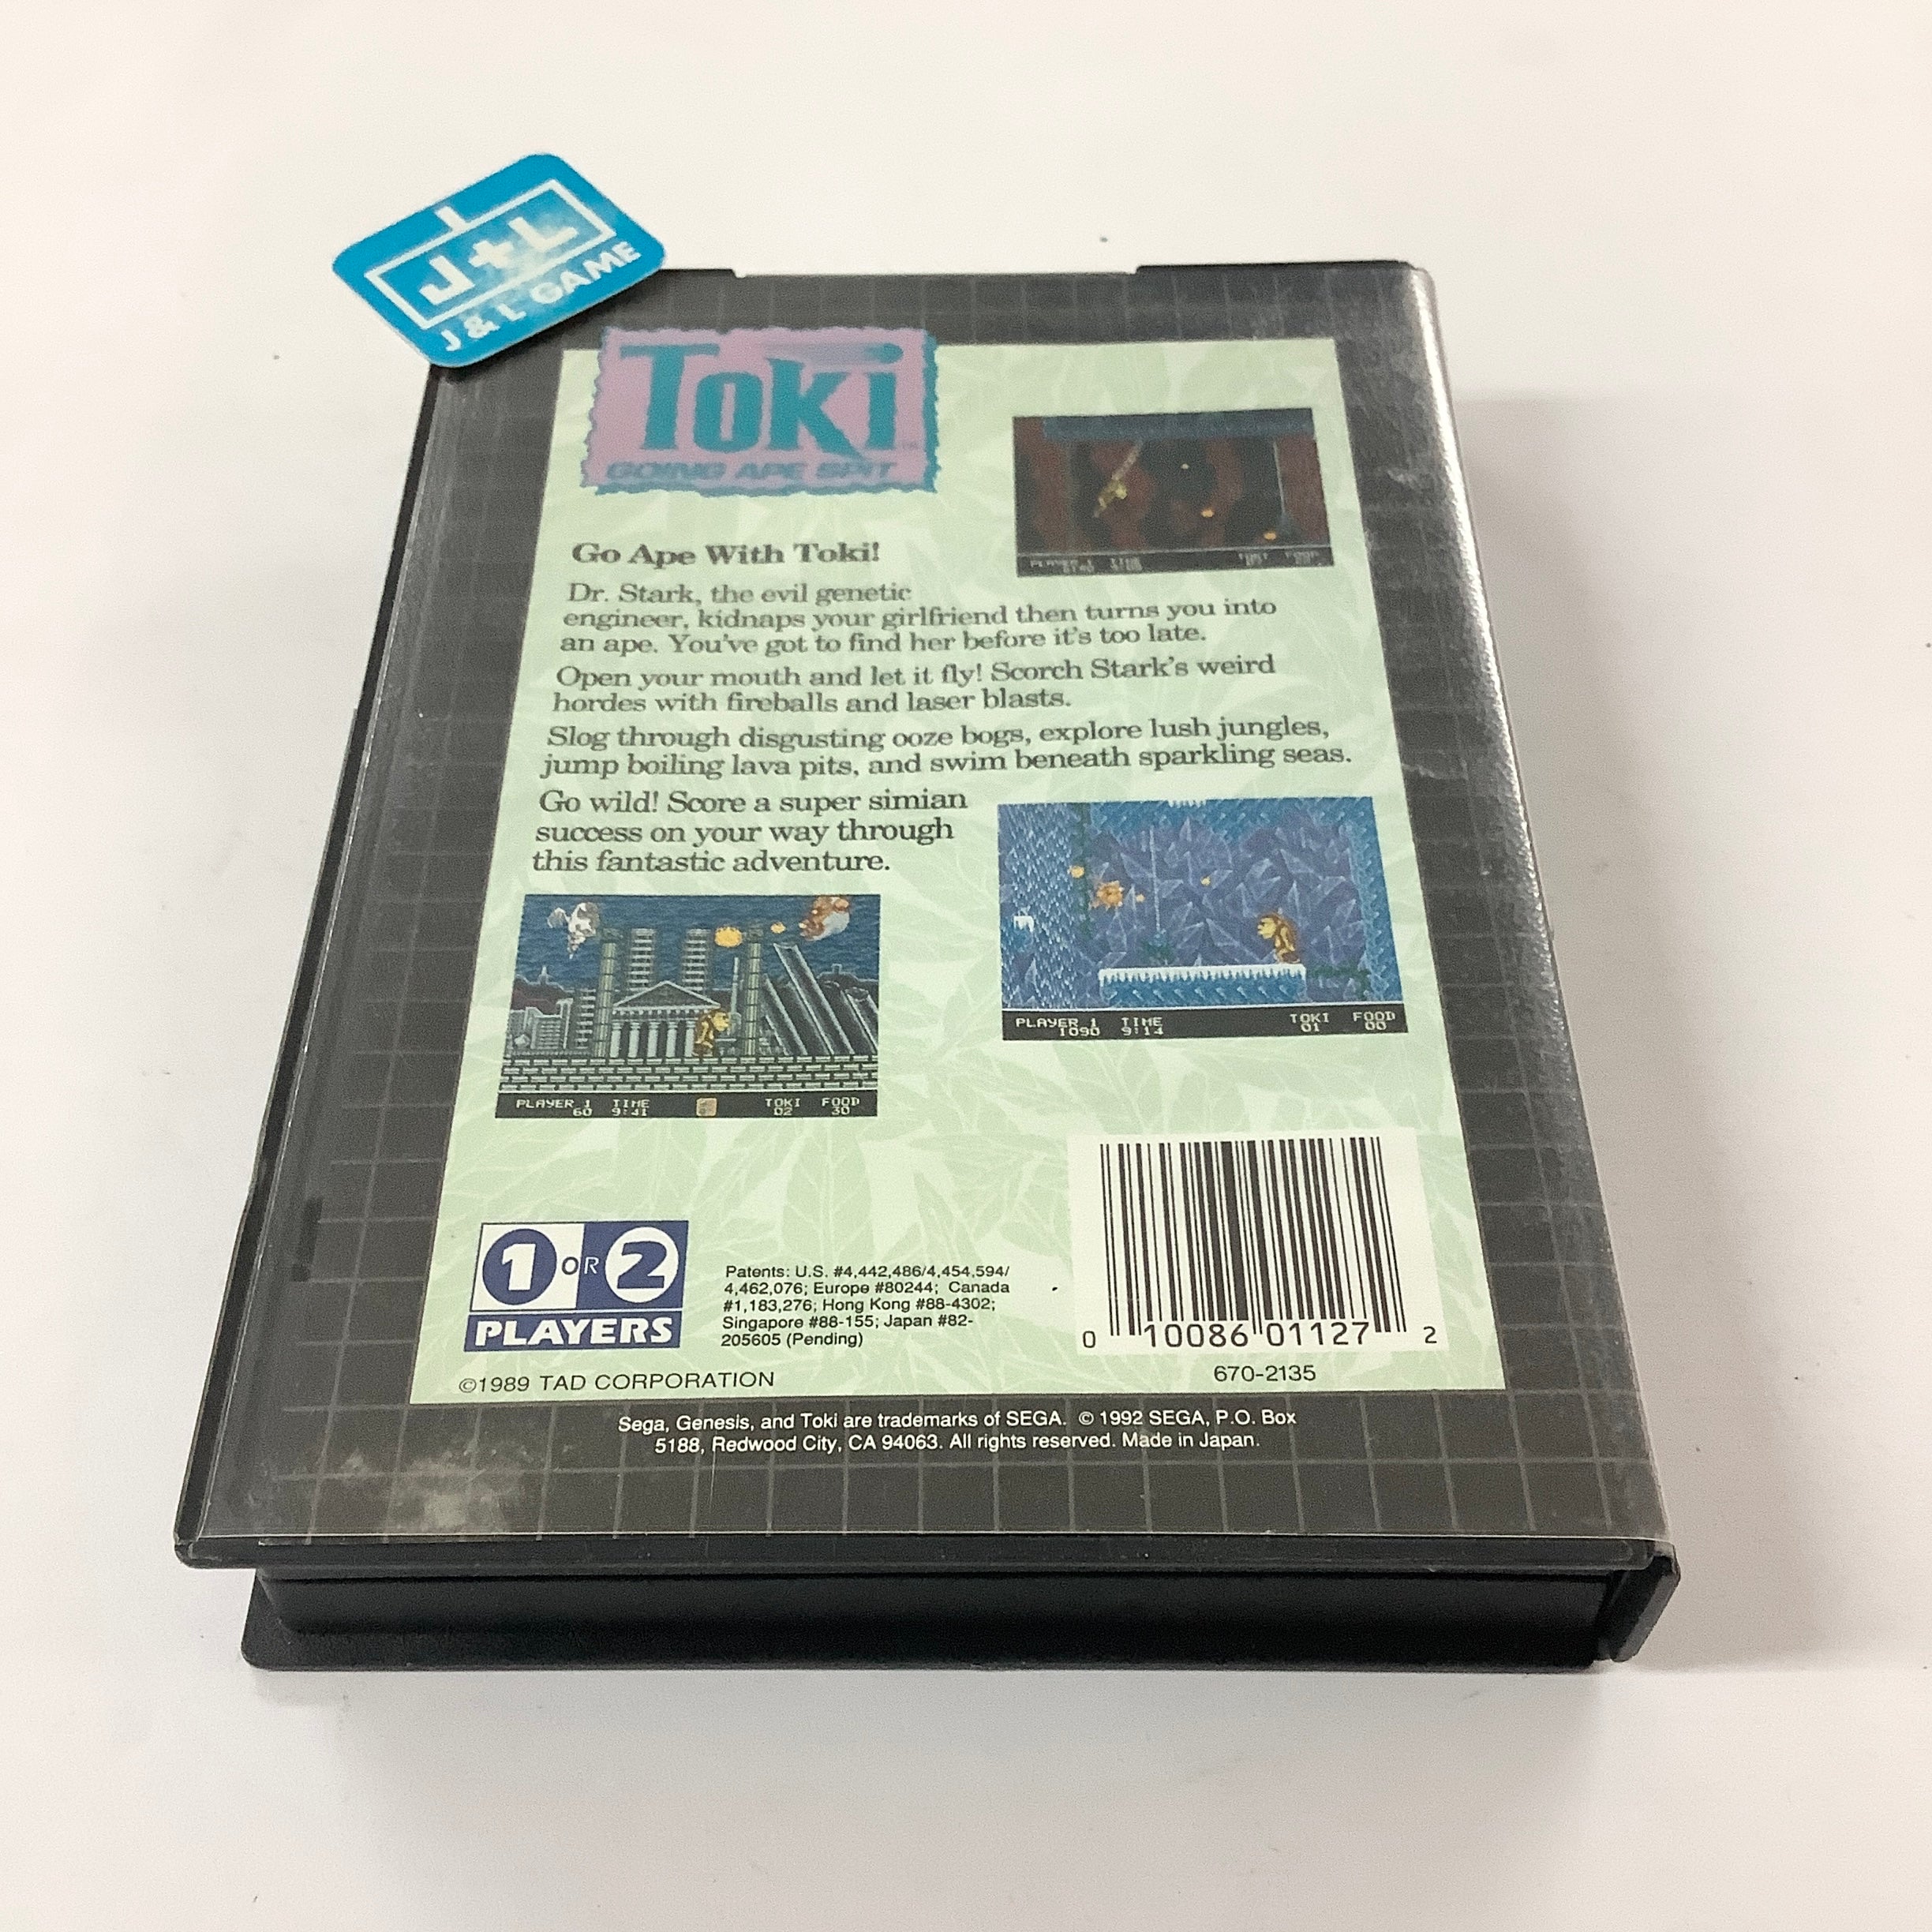 J+L
J & L GAME
TOKI
GOING APE SPIT
Go Ape With Toki!
Dr. Stark, the evil genetic
engineer, kidnaps your girlfriend then turns you into
an ape. You've got to find her before it's too late.
Open your mouth and let it fly! Scorch Stark's weird
hordes with fireballs and laser blasts.
Slog through disgusting ooze bogs, explore lush jungles,
jump boiling lava pits, and swim beneath sparkling seas.
Go wild! Score a super simian
success on your way through
this fantastic adventure.
PLAYER 1 TIME TOKI FOOD
PLAYER 1 TIME TOKI FOOD
1090 9:14 01 00
PLAYER 1 TIME TOKI FOOD
60 9:41 02 30
1 OR 2
PLAYERS
Patents: U.S. #4,442,486/4,454,594/
4,462,076; Europe #80244; Canada
#1,183,276; Hong Kong #88-4302;
Singapore #88-155; Japan #82-
205605 (Pending)
0 10086 01127 2
670-2135
©1989 TAD CORPORATION
Sega, Genesis, and Toki are trademarks of SEGA. © 1992 SEGA, P.O. Box
5188, Redwood City, CA 94063. All rights reserved. Made in Japan.